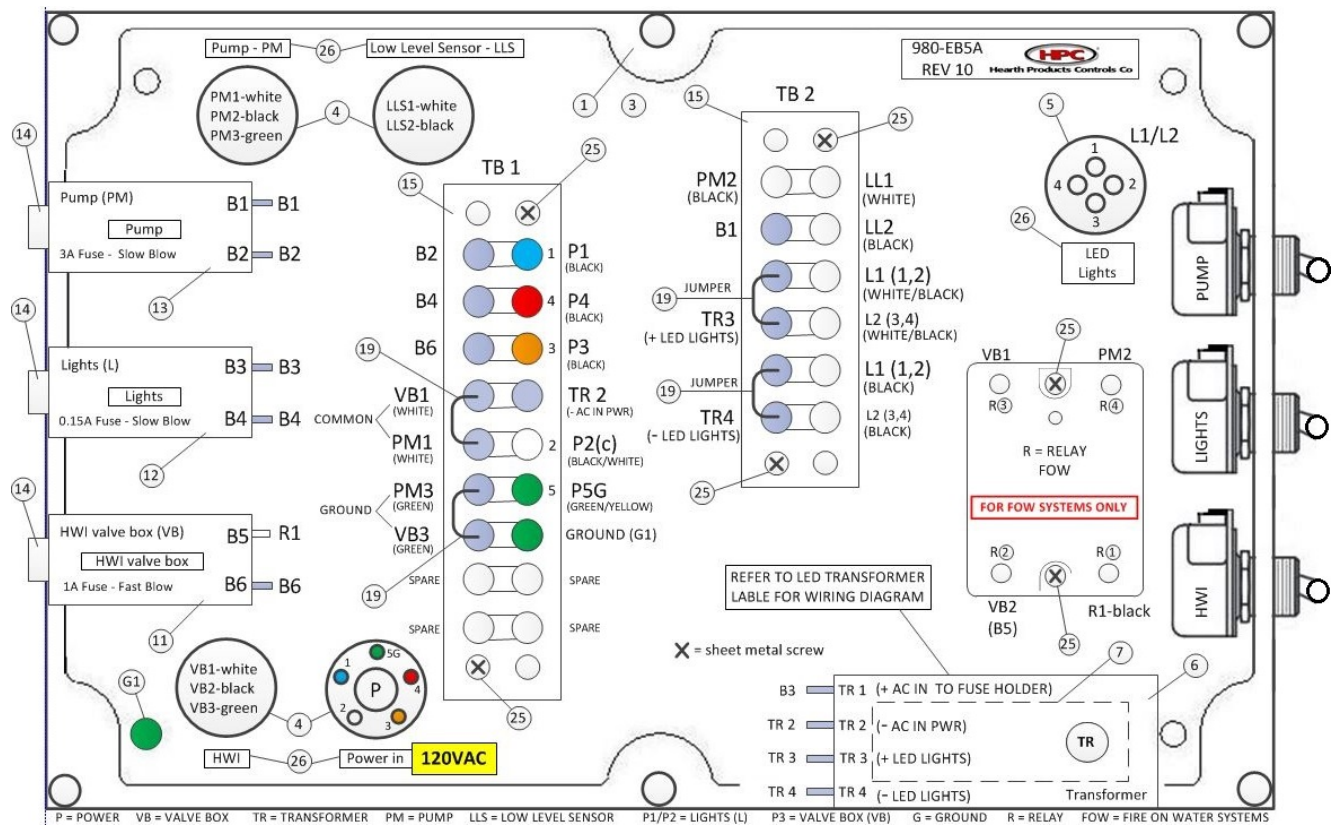 Pump - PM
26
Low Level Sensor - LLS
980-EB5A
REV 10
HPC
Hearth Products Controls Co
PM1-white
PM2-black
PM3-green
4
LLS1-white
LLS2-black
1
3
14
15
25
TB 1
15
TB 2
25
5
L1/L2
1
2
3
4
26
LED
Lights
Pump (PM)
Pump
3A Fuse - Slow Blow
B1
B1
B2
B2
13
14
Lights (L)
Lights
0.15A Fuse - Slow Blow
B3
B3
B4
B4
12
14
HWI valve box (VB)
HWI valve box
1A Fuse - Fast Blow
B5
R1
B6
B6
11
B2
1
P1
(BLACK)
B4
4
P4
(BLACK)
B6
3
P3
(BLACK)
19
COMMON
VB1
(WHITE)
TR 2
(- AC IN PWR)
PM1
(WHITE)
2
P2(c)
(BLACK/WHITE)
GROUND
PM3
(GREEN)
5
P5G
(GREEN/YELLOW)
VB3
(GREEN)
GROUND (G1)
19
SPARE
SPARE
SPARE
SPARE
25
PM2
(BLACK)
LL1
(WHITE)
B1
LL2
(BLACK)
JUMPER
19
L1 (1,2)
(WHITE/BLACK)
TR3
(+ LED LIGHTS)
L2 (3,4)
(WHITE/BLACK)
JUMPER
19
L1 (1,2)
(BLACK)
TR4
(- LED LIGHTS)
L2 (3,4)
(BLACK)
25
PUMP
LIGHTS
HWI
25
VB1
PM2
R③
R④
R = RELAY
FOW
FOR FOW SYSTEMS ONLY
R②
R①
VB2
(B5)
R1-black
25
REFER TO LED TRANSFORMER
LABLE FOR WIRING DIAGRAM
X = sheet metal screw
7
6
B3
TR 1
(+ AC IN TO FUSE HOLDER)
TR 2
TR 2
(- AC IN PWR)
TR 3
TR 3
(+ LED LIGHTS)
TR 4
TR 4
(- LED LIGHTS)
TR
Transformer
G1
VB1-white
VB2-black
VB3-green
4
5G
1
4
P
2
3
HWI
26
Power in
120VAC
P = POWER VB = VALVE BOX TR = TRANSFORMER PM = PUMP LLS = LOW LEVEL SENSOR P1/P2 = LIGHTS (L) P3 = VALVE BOX (VB) G = GROUND R = RELAY FOW = FIRE ON WATER SYSTEMS